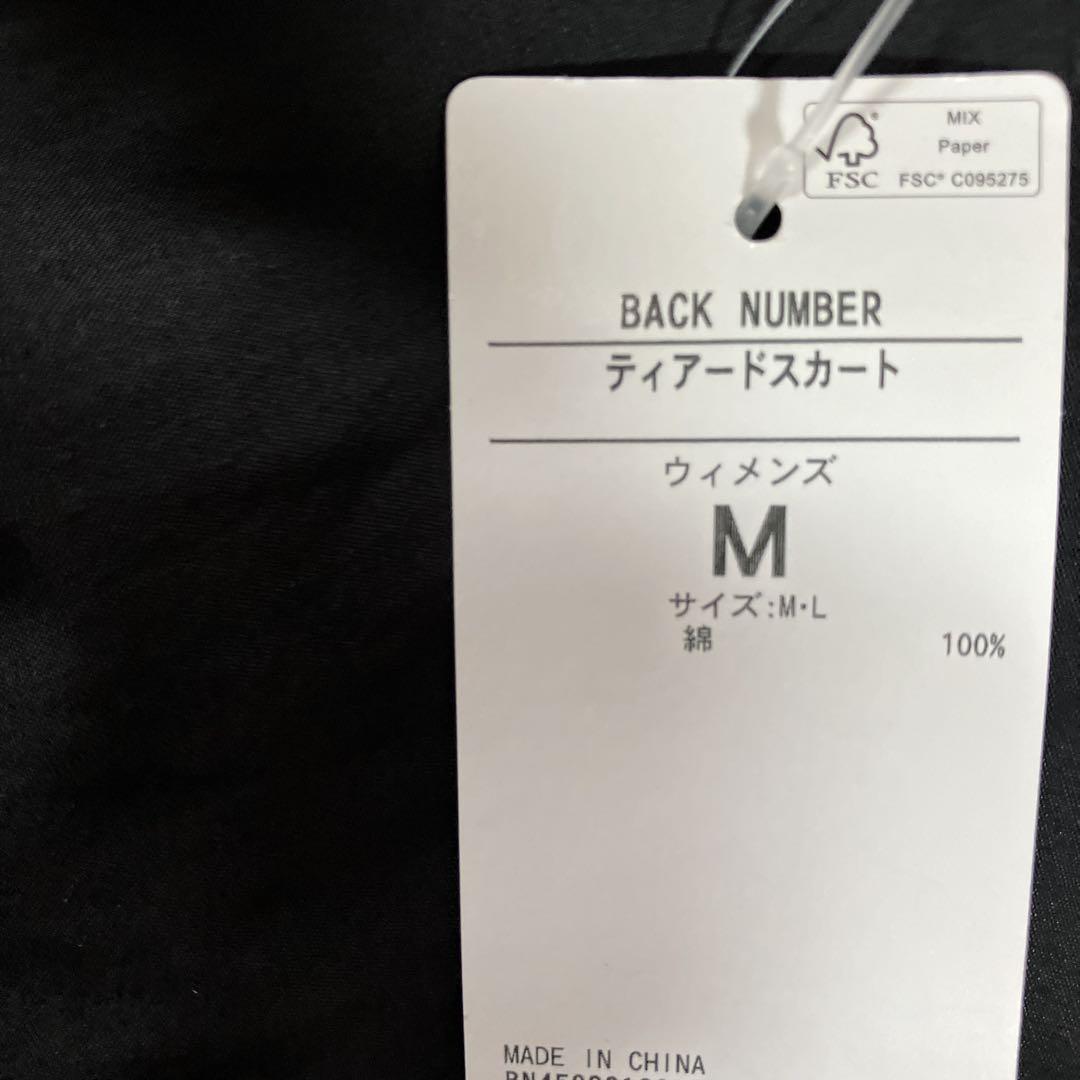 MIX
Paper
FSC® C095275
FSC
BACK NUMBER
ティアードスカート
ウィメンズ
M
サイズ:M・L
綿 100%
MADE IN CHINA